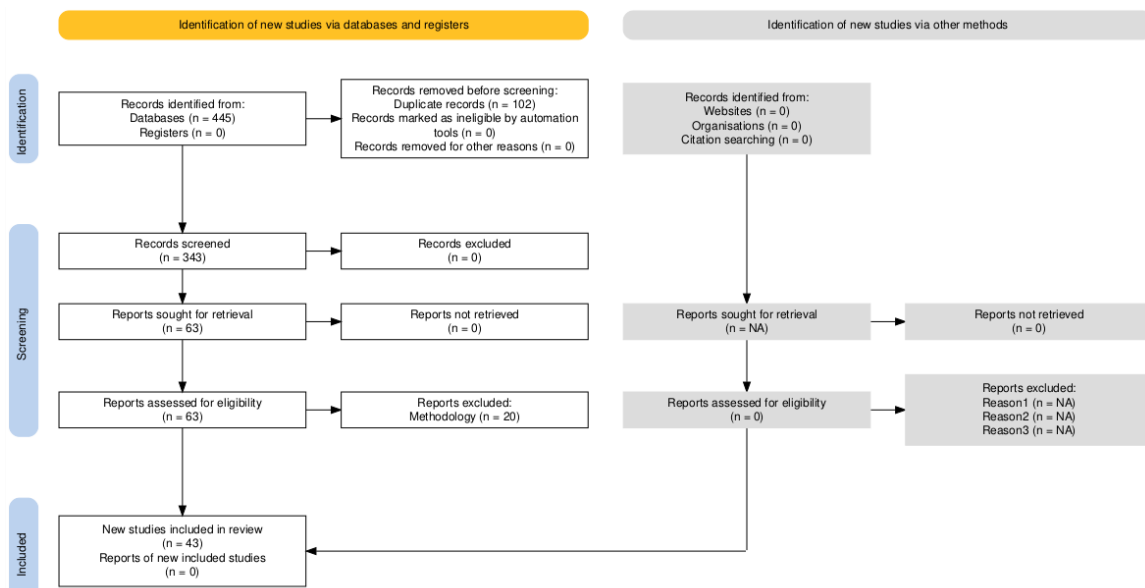 Identification of new studies via databases and registers
Identification of new studies via other methods
Identification
Records identified from:
Databases (n = 445)
Registers (n = 0)
Records removed before screening:
Duplicate records (n = 102)
Records marked as ineligible by automation
tools (n = 0)
Records removed for other reasons (n = 0)
Records identified from:
Websites (n = 0)
Organisations (n = 0)
Citation searching (n = 0)
Screening
Records screened
(n = 343)
Records excluded
(n = 0)
Reports sought for retrieval
(n = 63)
Reports not retrieved
(n = 0)
Reports sought for retrieval
(n = NA)
Reports not retrieved
(n = 0)
Reports assessed for eligibility
(n = 63)
Reports excluded:
Methodology (n = 20)
Reports assessed for eligibility
(n = 0)
Reports excluded:
Reason1 (n = NA)
Reason2 (n = NA)
Reason3 (n = NA)
Included
New studies included in review
(n = 43)
Reports of new included studies
(n = 0)